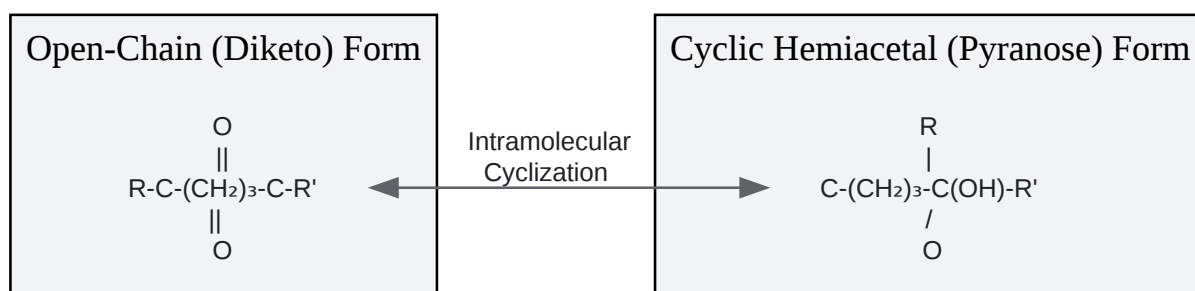 Open-Chain (Diketo) Form
O
||
R-C-(CH₂)₃-C-R'
||
O
Intramolecular
Cyclization
Cyclic Hemiacetal (Pyranose) Form
R
|
C-(CH₂)₃-C(OH)-R'
/
O